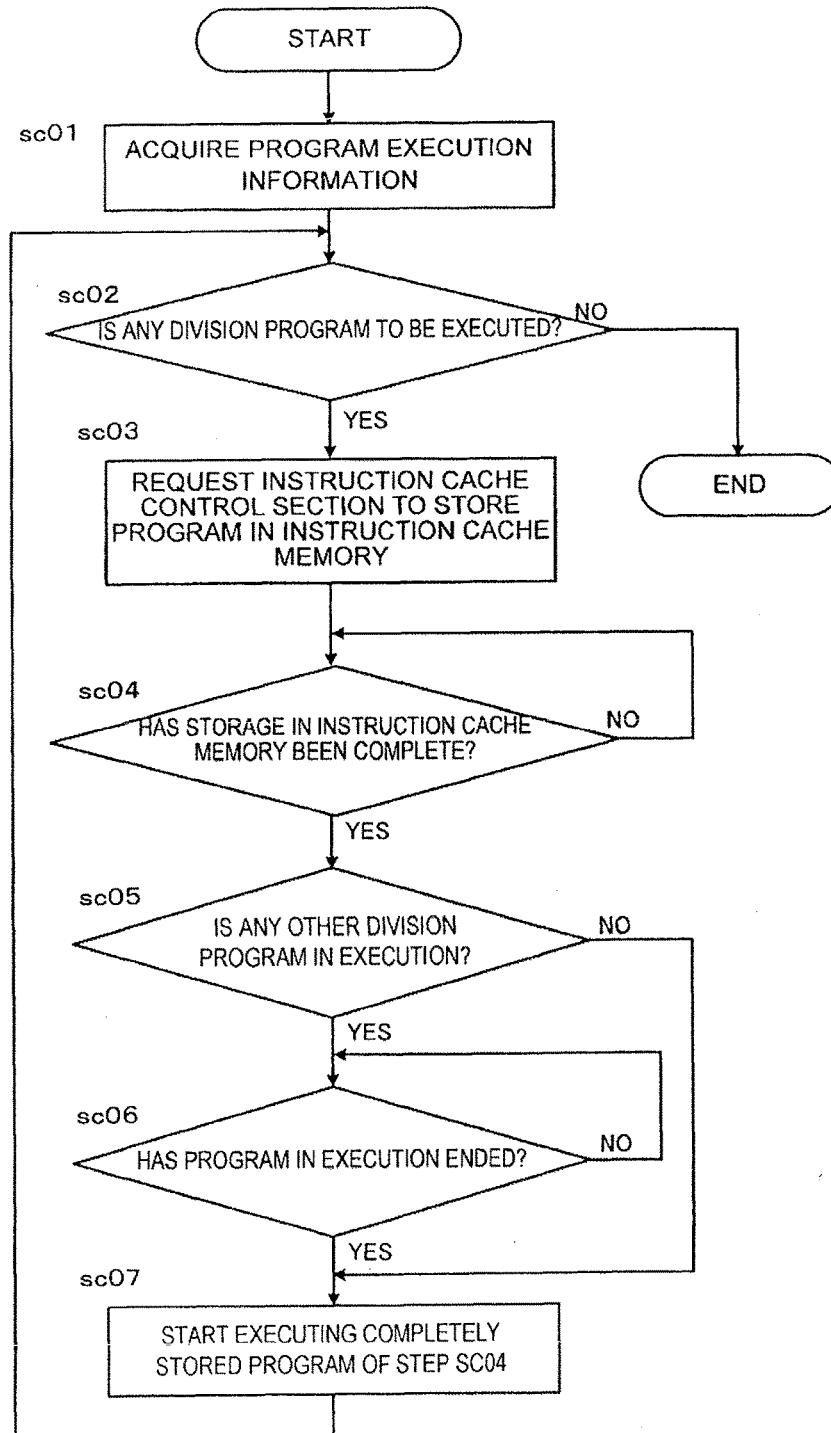 START
sc01
ACQUIRE PROGRAM EXECUTION
INFORMATION
sc02
IS ANY DIVISION PROGRAM TO BE EXECUTED?
NO
YES
sc03
REQUEST INSTRUCTION CACHE
CONTROL SECTION TO STORE
PROGRAM IN INSTRUCTION CACHE
MEMORY
END
sc04
HAS STORAGE IN INSTRUCTION CACHE
MEMORY BEEN COMPLETE?
NO
YES
sc05
IS ANY OTHER DIVISION
PROGRAM IN EXECUTION?
NO
YES
sc06
HAS PROGRAM IN EXECUTION ENDED?
NO
YES
sc07
START EXECUTING COMPLETELY
STORED PROGRAM OF STEP SC04